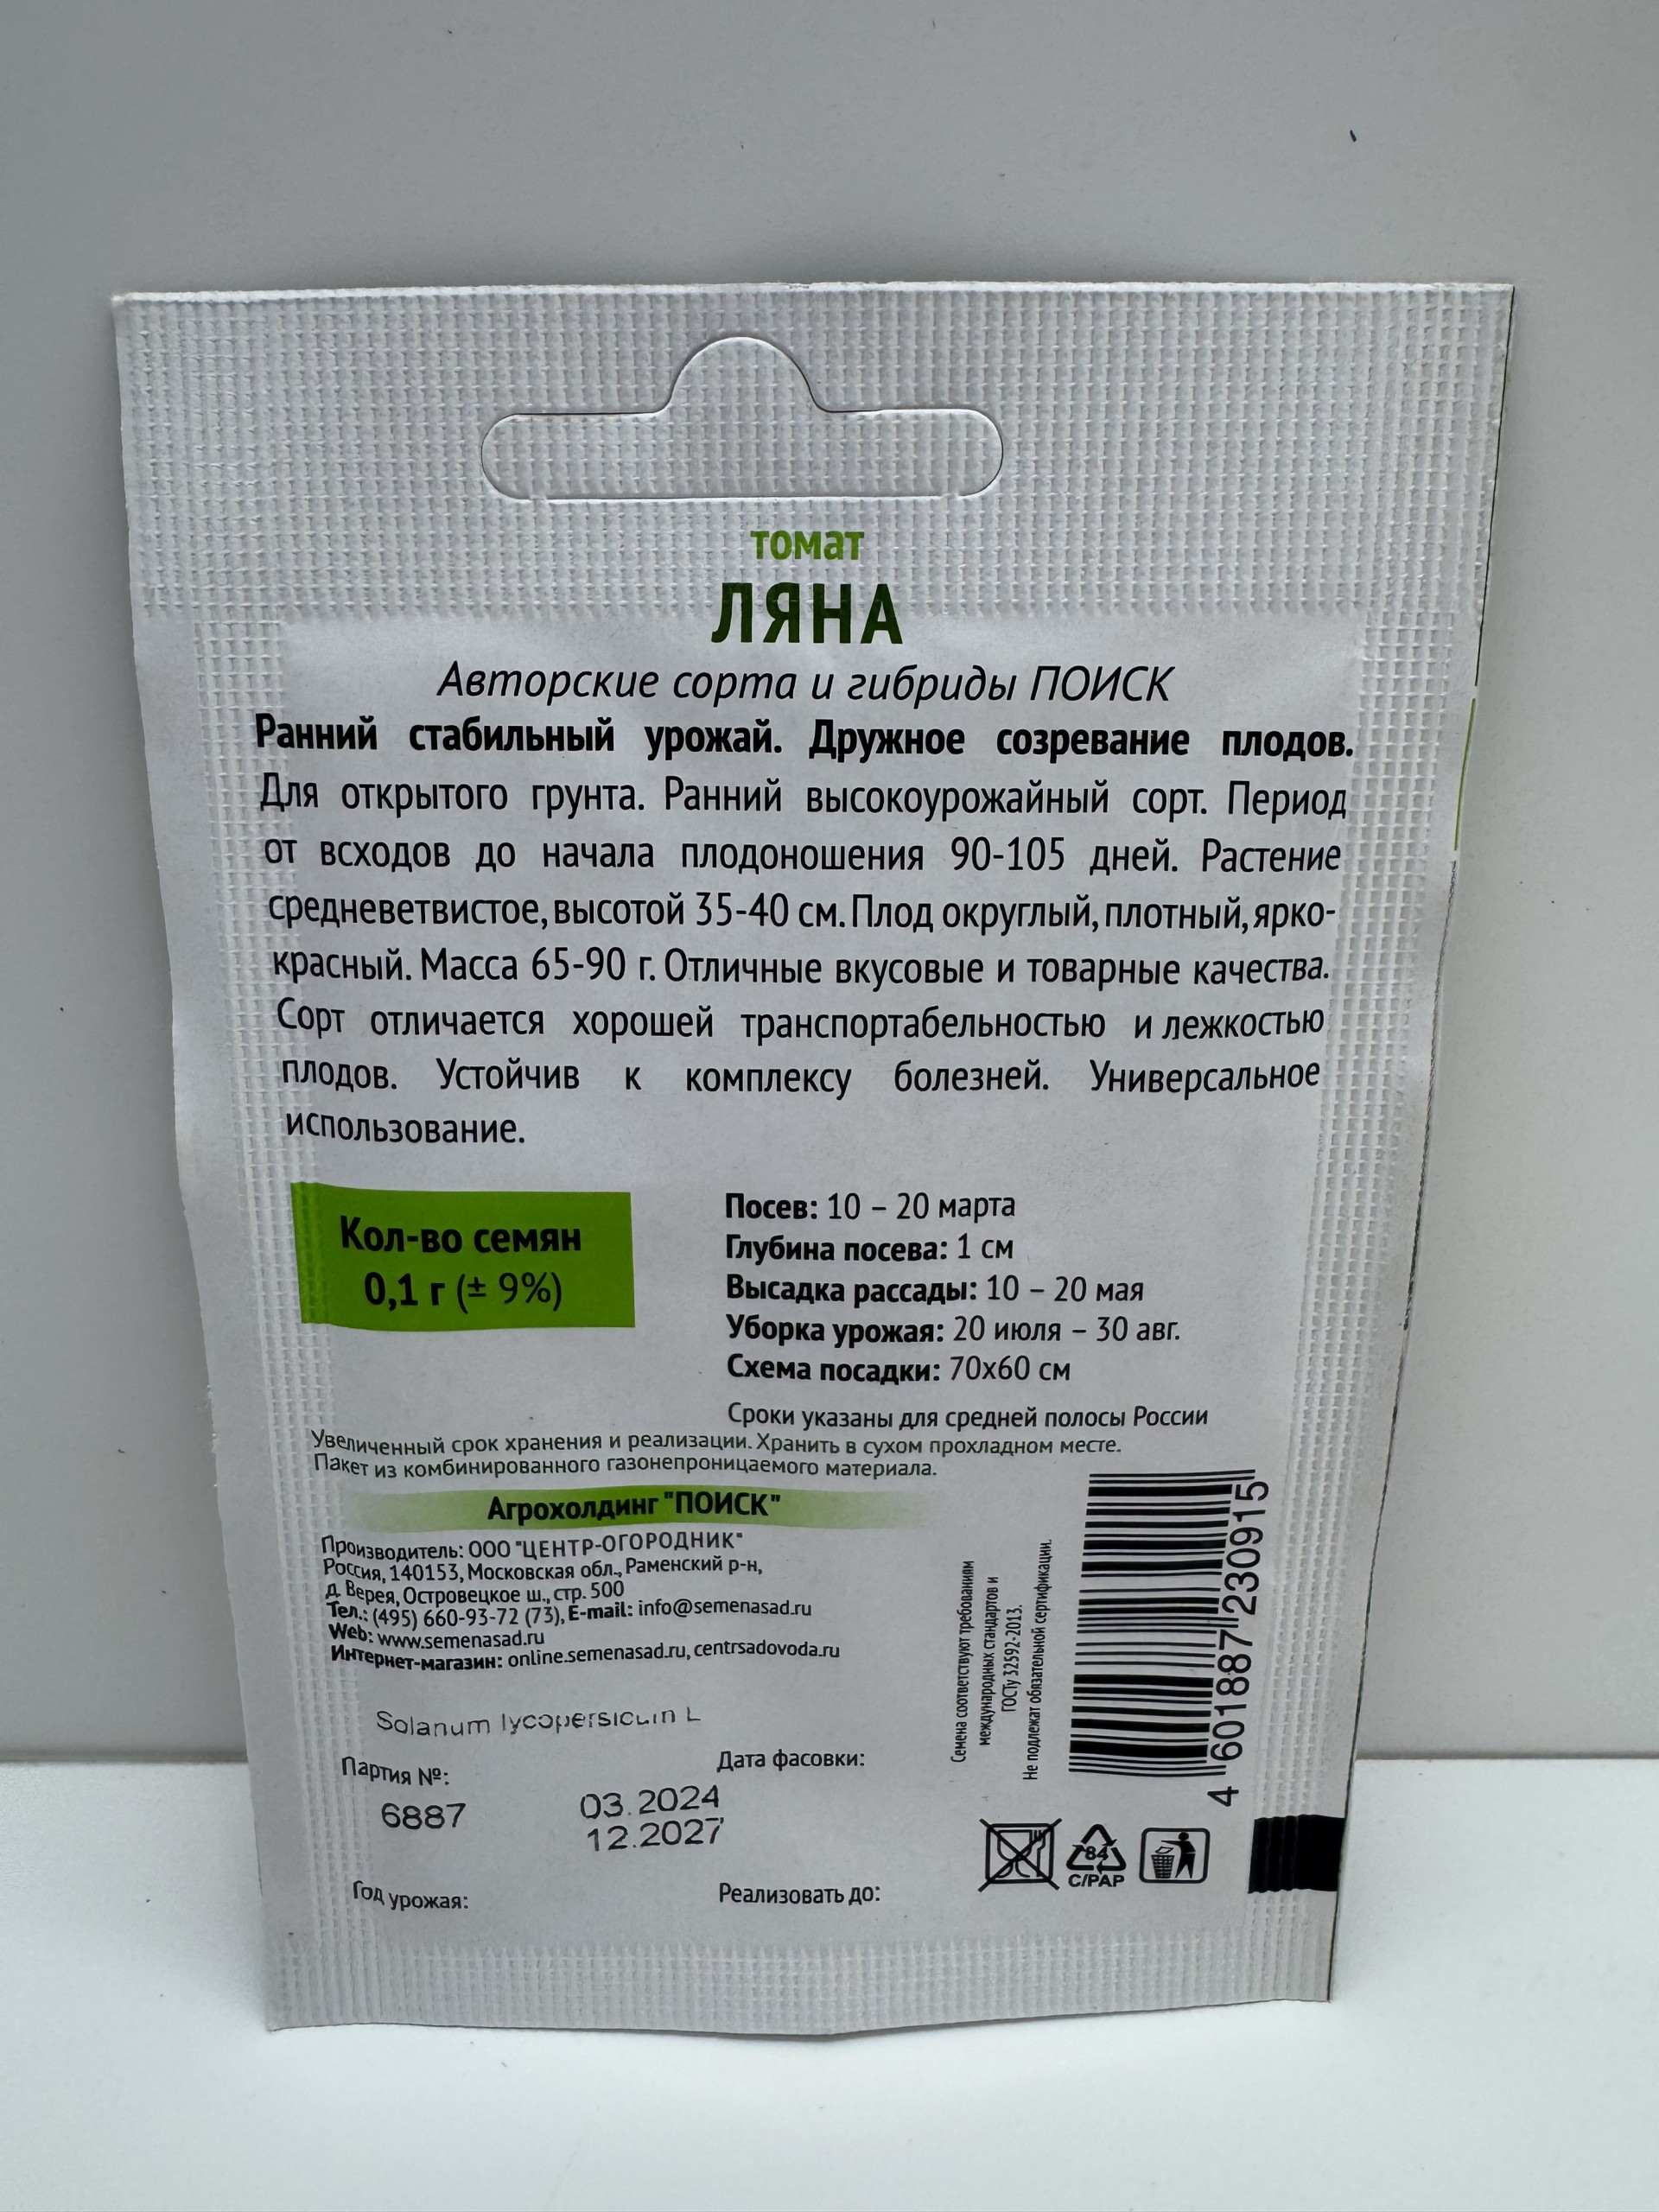 томат
ЛЯНА
Авторские сорта и гибриды ПОИСК
Ранний стабильный урожай. Дружное созревание плодов.
Для открытого грунта. Ранний высокоурожайный сорт. Период
от всходов до начала плодоношения 90-105 дней. Растение
средневетвистое, высотой 35-40 см. Плод округлый, плотный, ярко-
красный. Масса 65-90 г. Отличные вкусовые и товарные качества.
Сорт отличается хорошей транспортабельностью и лежкостью
плодов. Устойчив к комплексу болезней. Универсальное
использование.
Кол-во семян
0,1 г (± 9%)
Посев: 10 – 20 марта
Глубина посева: 1 см
Высадка рассады: 10 – 20 мая
Уборка урожая: 20 июля – 30 авг.
Схема посадки: 70х60 см
Сроки указаны для средней полосы России
Увеличенный срок хранения и реализации. Хранить в сухом прохладном месте.
Пакет из комбинированного газонепроницаемого материала.
Агрохолдинг "ПОИСК"
Производитель: ООО "ЦЕНТР-ОГОРОДНИК"
Россия, 140153, Московская обл., Раменский р-н,
д. Верея, Островецкое ш., стр. 500
Тел.: (495) 660-93-72 (73), E-mail: info@semenasad.ru
Web: www.semenasad.ru
Интернет-магазин: online.semenasad.ru, centrsadovoda.ru
Семена соответствуют требованиям
международных стандартов и
ГОСТу 32592-2013.
Не подлежат обязательной сертификации.
4 601887 230915
Solanum lycopersicum L
Партия №:
Дата фасовки:
6887
03.2024
12.2027
Год урожая:
Реализовать до:
84
C/PAP